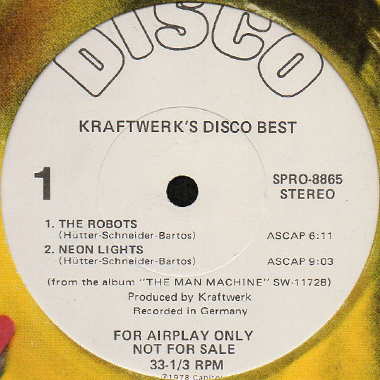 DISCO
KRAFTWERK'S DISCO BEST
1
SPRO-8865
STEREO
1. THE ROBOTS
(Hütter-Schneider-Bartos) ASCAP 6:11
2. NEON LIGHTS
(Hütter-Schneider-Bartos) ASCAP 9:03
(from the album "THE MAN MACHINE" SW-11728)
Produced by Kraftwerk
Recorded in Germany
FOR AIRPLAY ONLY
NOT FOR SALE
33-1/3 RPM
℗1978 Capitol